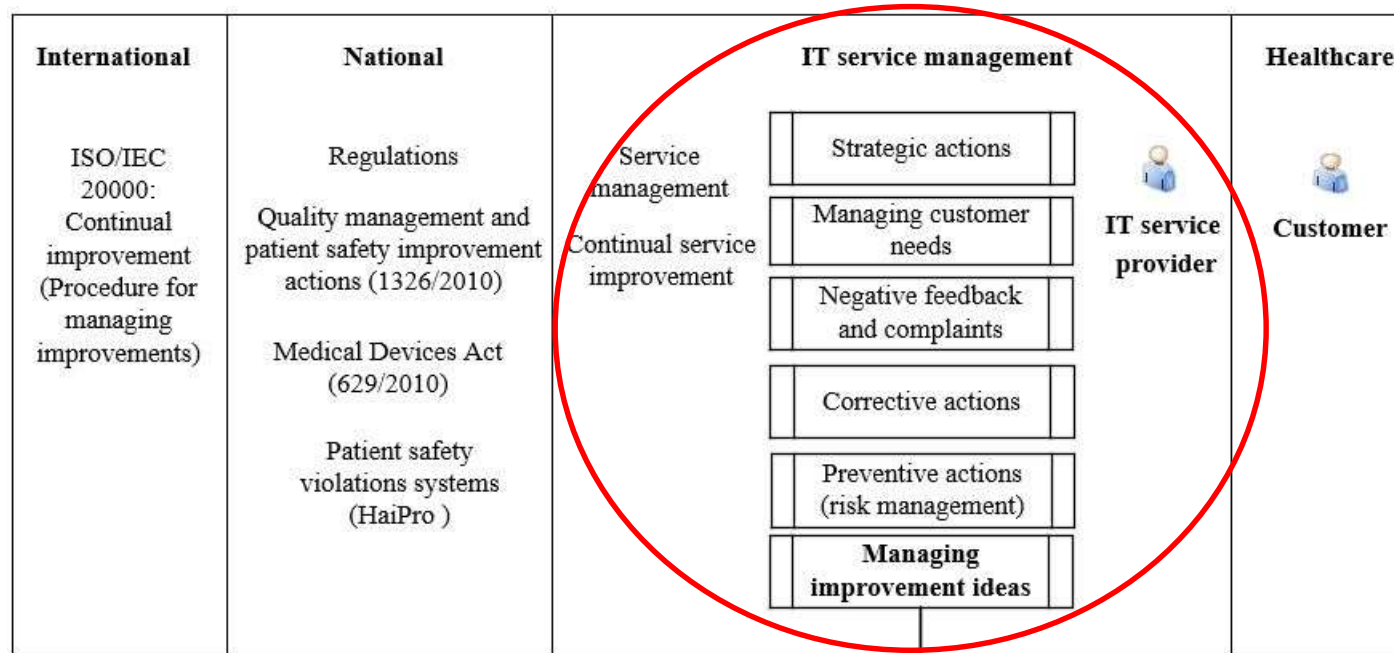 International
ISO/IEC
20000:
Continual
improvement
(Procedure for
managing
improvements)
National
Regulations
Quality management and
patient safety improvement
actions (1326/2010)
Medical Devices Act
(629/2010)
Patient safety
violations systems
(HaiPro )
IT service management
Service
management
Continual service
improvement
Strategic actions
Managing customer
needs
Negative feedback
and complaints
Corrective actions
Preventive actions
(risk management)
Managing
improvement ideas
IT service
provider
Healthcare
Customer